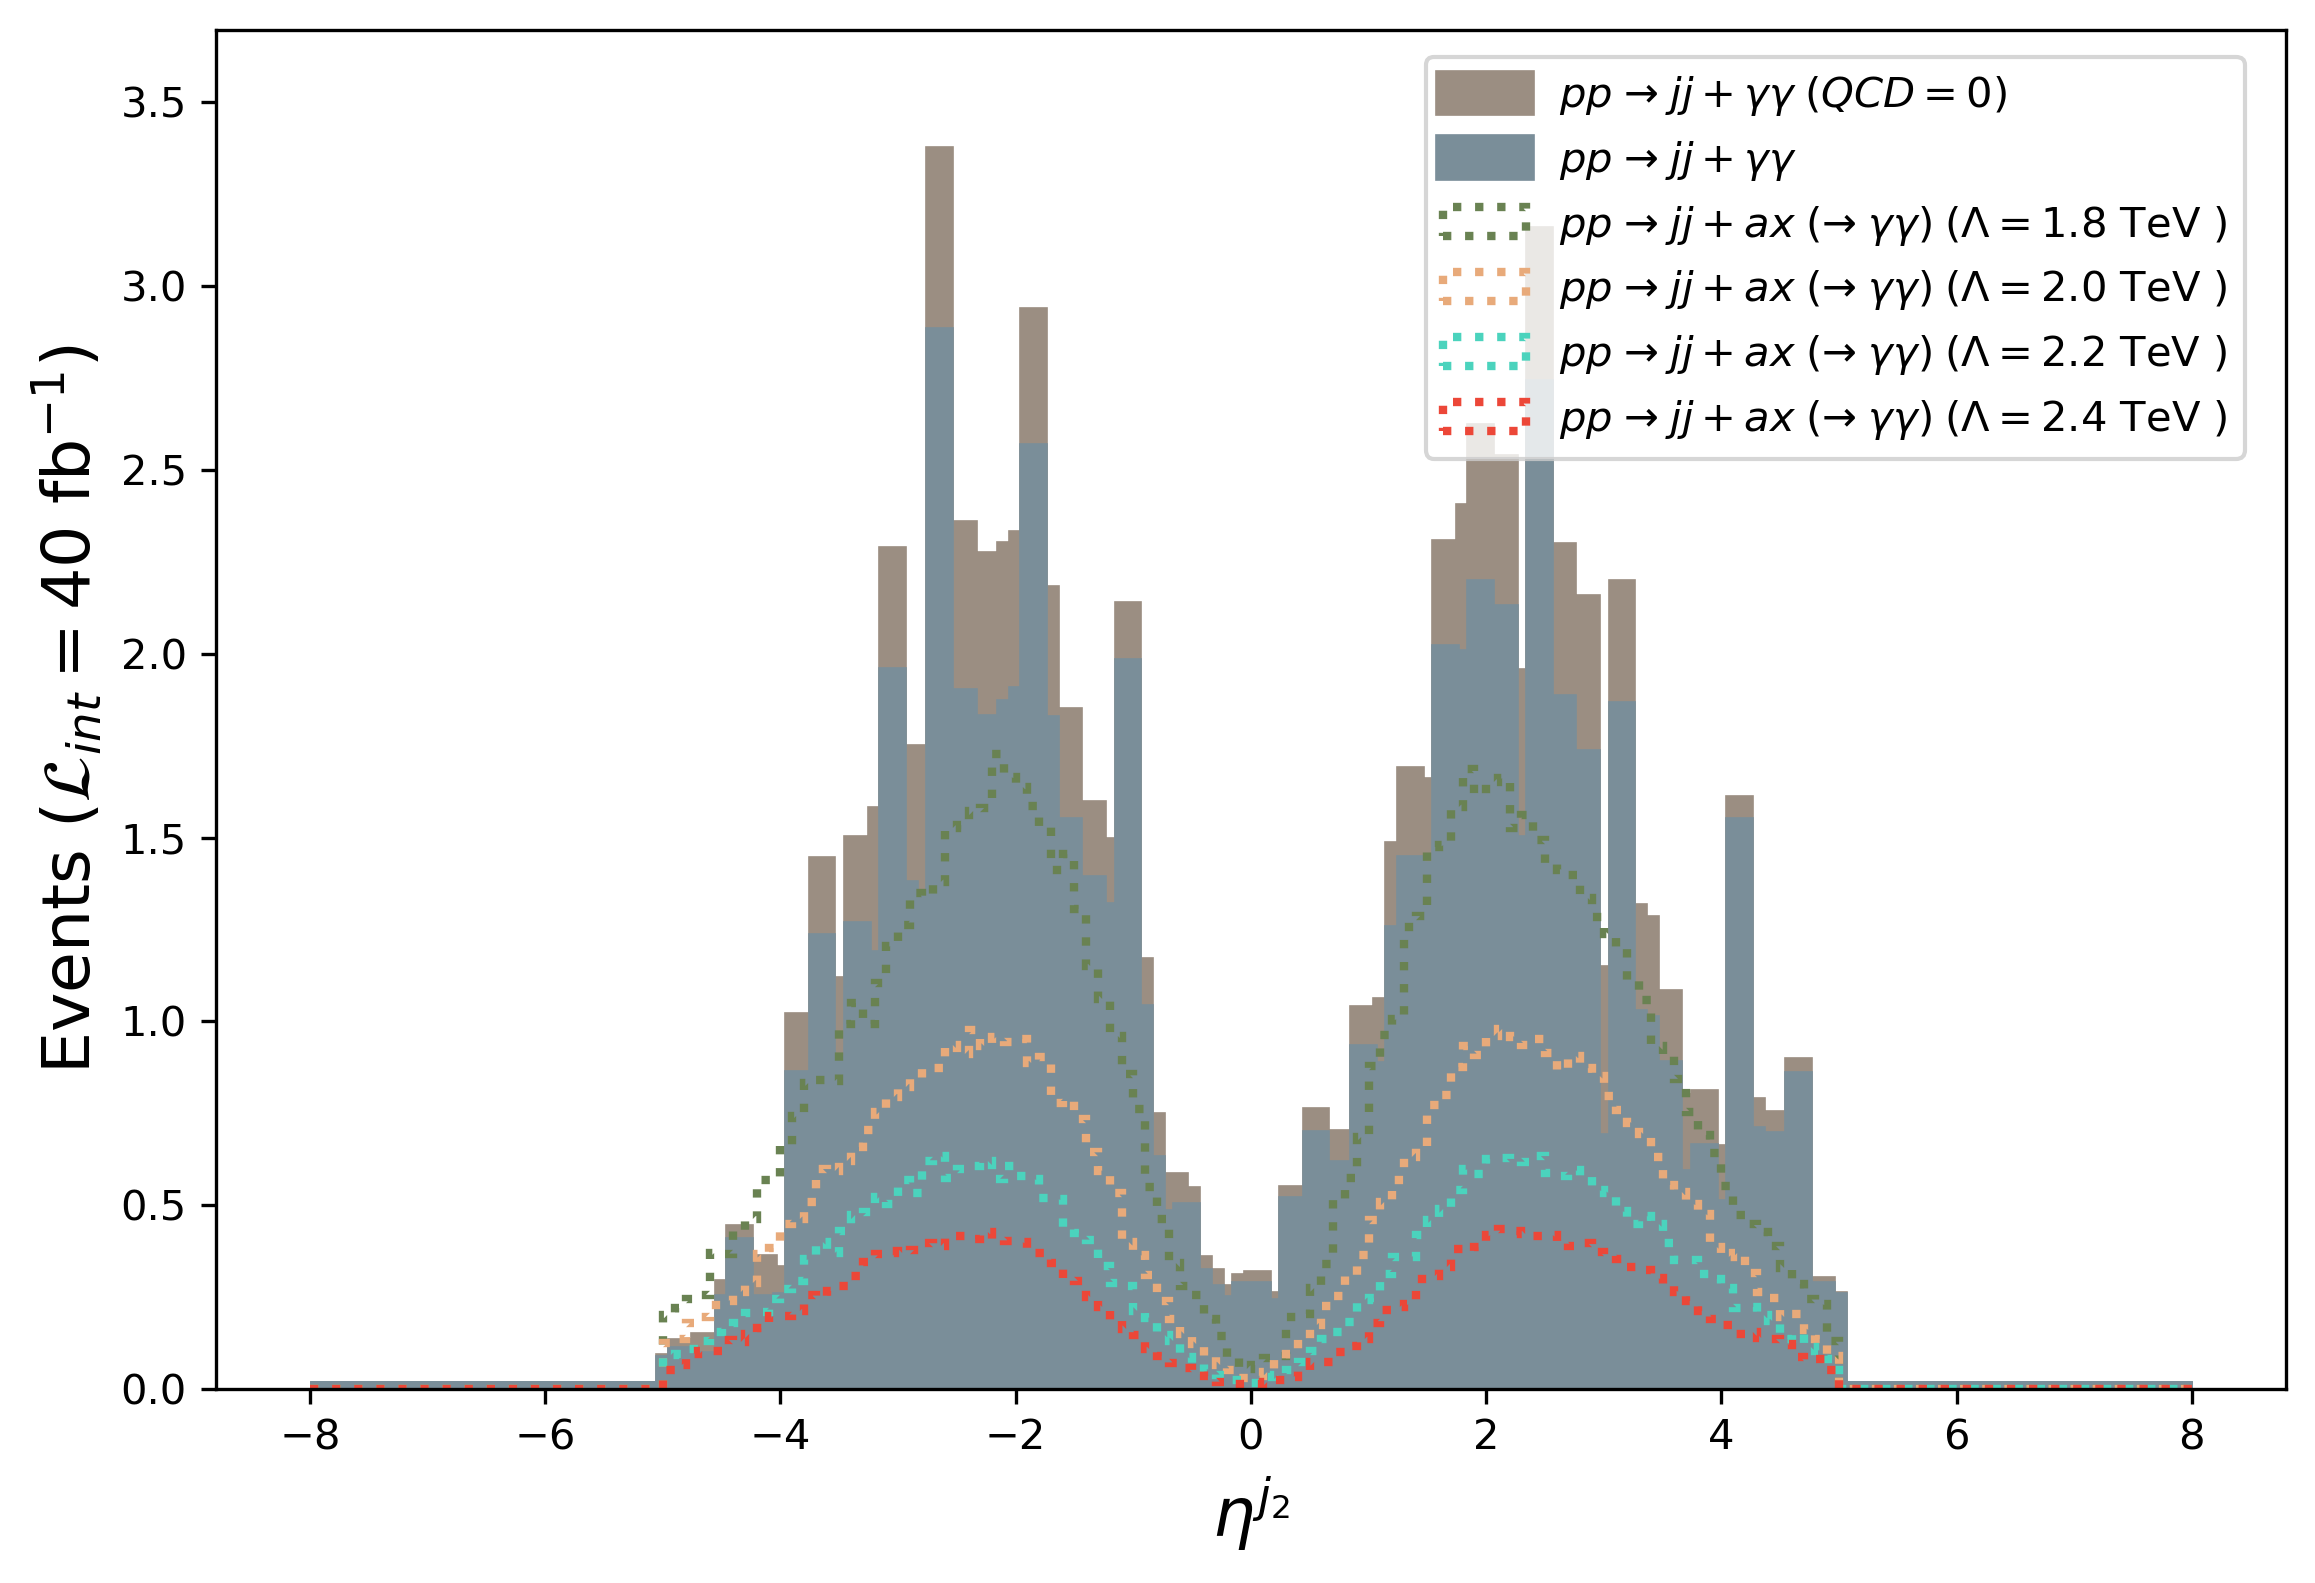 pp → jj + γγ (QCD = 0)
pp → jj + γγ
pp → jj + ax (→ γγ) (Λ = 1.8 TeV )
pp → jj + ax (→ γγ) (Λ = 2.0 TeV )
pp → jj + ax (→ γγ) (Λ = 2.2 TeV )
pp → jj + ax (→ γγ) (Λ = 2.4 TeV )
Events (ℒ_int = 40 fb⁻¹)
3.5
3.0
2.5
2.0
1.5
1.0
0.5
0.0
−8 −6 −4 −2 0 2 4 6 8
η^{j_2}